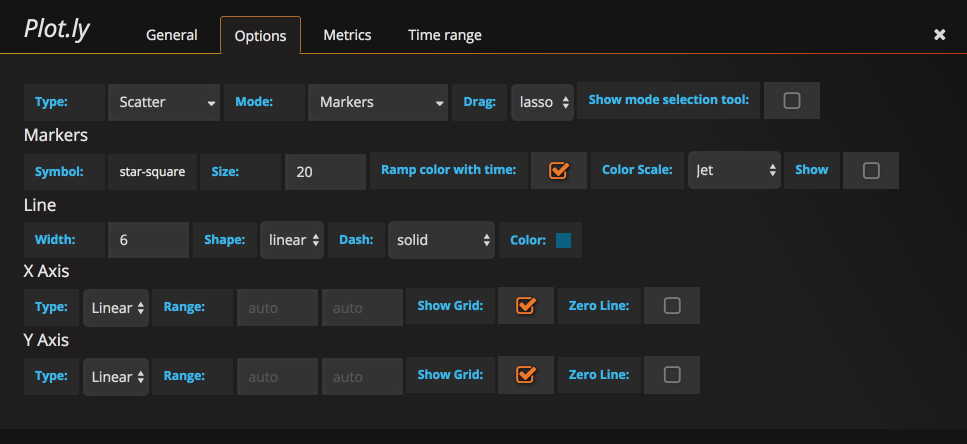 Plot.ly General Options Metrics Time range ×
Type: Scatter Mode: Markers Drag: lasso Show mode selection tool:
Markers
Symbol: star-square Size: 20 Ramp color with time: Color Scale: Jet Show
Line
Width: 6 Shape: linear Dash: solid Color:
X Axis
Type: Linear Range: auto auto Show Grid: Zero Line:
Y Axis
Type: Linear Range: auto auto Show Grid: Zero Line: